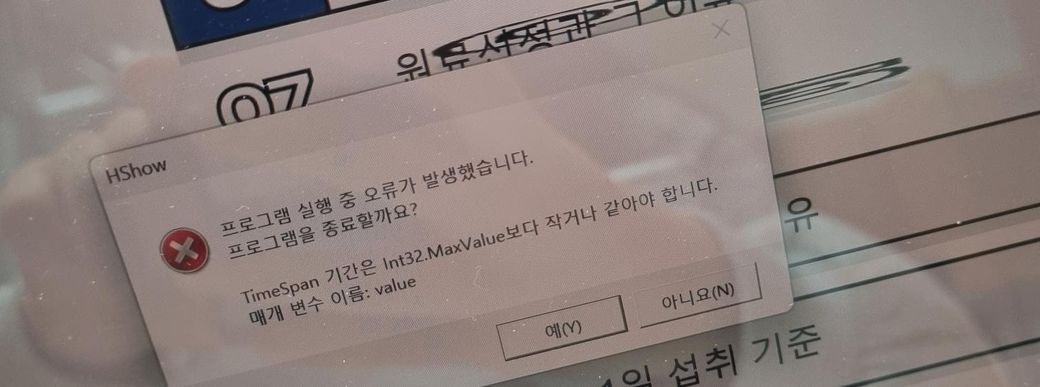 07
HShow
프로그램 실행 중 오류가 발생했습니다.
프로그램을 종료할까요?
TimeSpan 기간은 Int32.MaxValue보다 작거나 같아야 합니다.
매개 변수 이름: value
유
예(Y)
아니요(N)
1일 섭취 기준